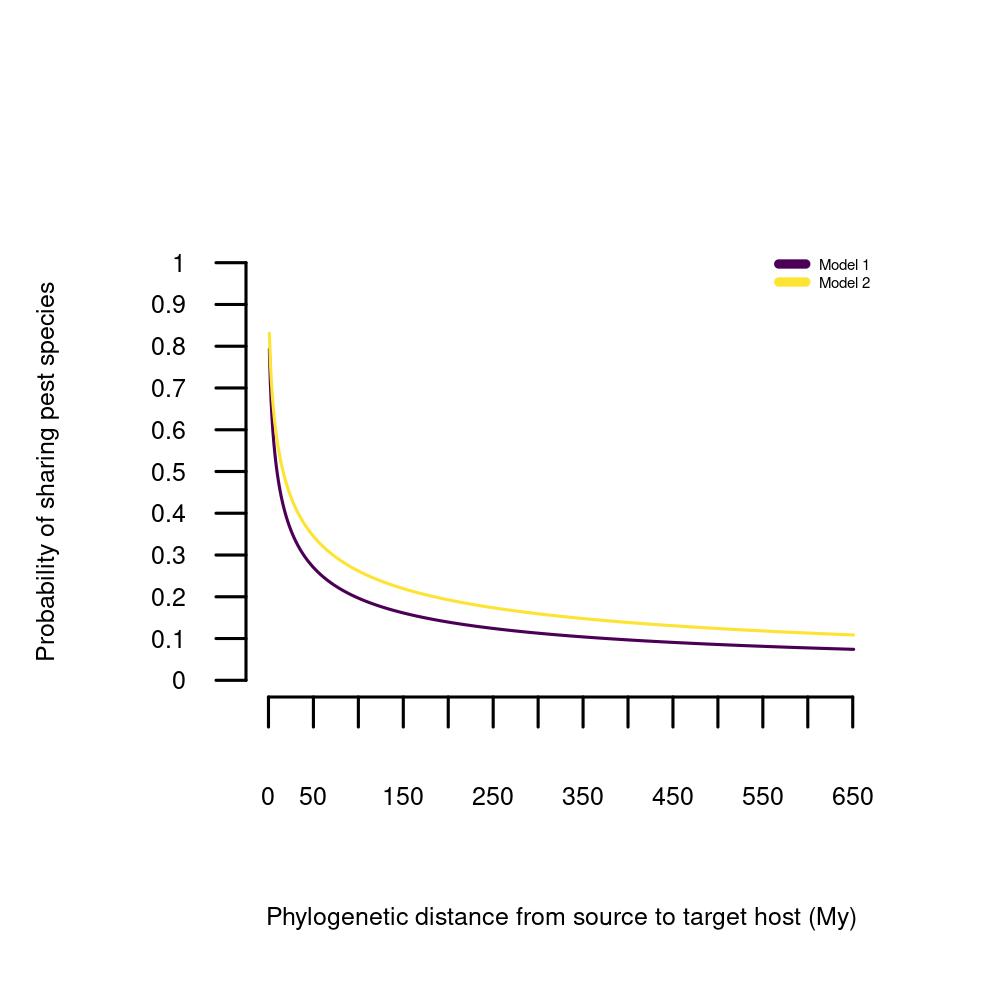 Model 1
Model 2
Probability of sharing pest species
1
0.9
0.8
0.7
0.6
0.5
0.4
0.3
0.2
0.1
0
0 50 150 250 350 450 550 650
Phylogenetic distance from source to target host (My)